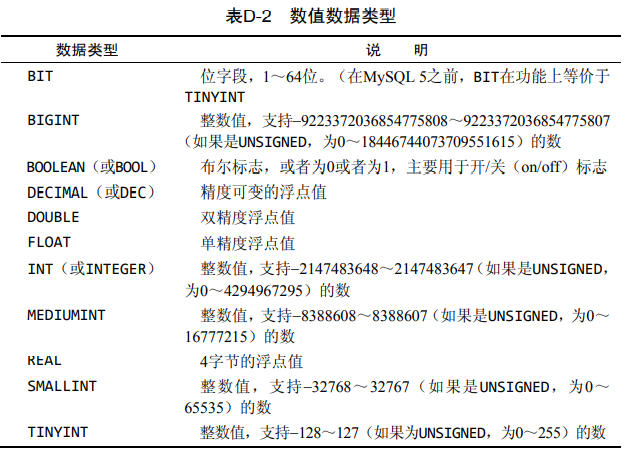 表D-2 数值数据类型
数据类型 说 明
BIT 位字段，1～64位。（在MySQL 5之前，BIT在功能上等价于
TINYINT
BIGINT 整数值，支持–9223372036854775808～9223372036854775807
（如果是UNSIGNED，为0～18446744073709551615）的数
BOOLEAN（或BOOL） 布尔标志，或者为0或者为1，主要用于开/关（on/off）标志
DECIMAL（或DEC） 精度可变的浮点值
DOUBLE 双精度浮点值
FLOAT 单精度浮点值
INT（或INTEGER） 整数值，支持–2147483648～2147483647（如果是UNSIGNED，
为0～4294967295）的数
MEDIUMINT 整数值，支持–8388608～8388607（如果是UNSIGNED，为0～
16777215）的数
REAL 4字节的浮点值
SMALLINT 整数值，支持–32768～32767（如果是UNSIGNED，为0～
65535）的数
TINYINT 整数值，支持–128～127（如果为UNSIGNED，为0～255）的数